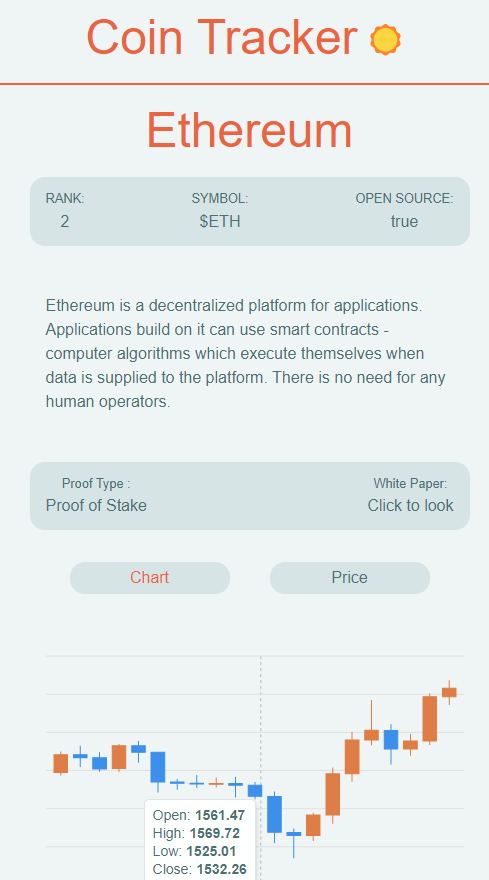 Coin Tracker
Ethereum
RANK: SYMBOL: OPEN SOURCE:
2 $ETH true
Ethereum is a decentralized platform for applications.
Applications build on it can use smart contracts -
computer algorithms which execute themselves when
data is supplied to the platform. There is no need for any
human operators.
Proof Type : White Paper:
Proof of Stake Click to look
Chart Price
Open: 1561.47
High: 1569.72
Low: 1525.01
Close: 1532.26